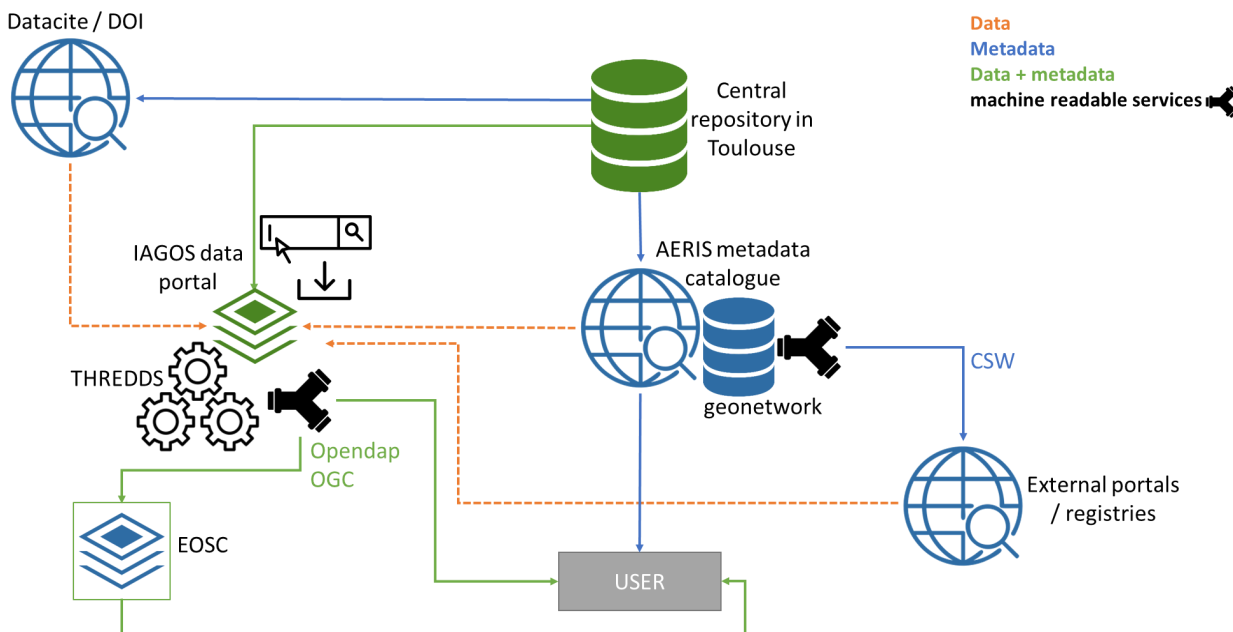 Datacite / DOI
Data
Metadata
Data + metadata
machine readable services
Central
repository in
Toulouse
IAGOS data
portal
AERIS metadata
catalogue
THREDDS
geonetwork
CSW
Opendap
OGC
External portals
/ registries
EOSC
USER